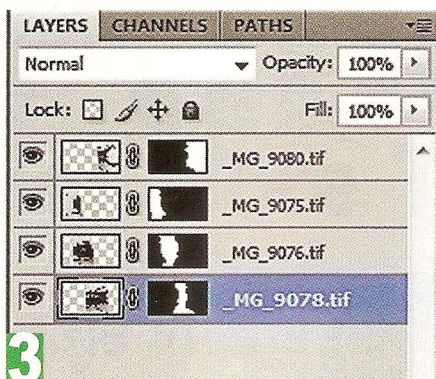 LAYERS CHANNELS PATHS
Normal Opacity: 100%
Lock: Fill: 100%
_MG_9080.tif
_MG_9075.tif
_MG_9076.tif
_MG_9078.tif
3